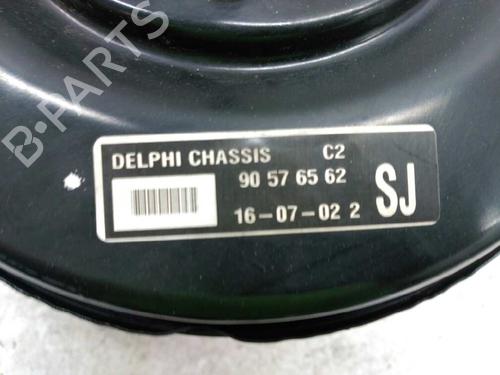 B-PARTS
DELPHI CHASSIS C2
90 57 65 62
16-07-02 2
SJ